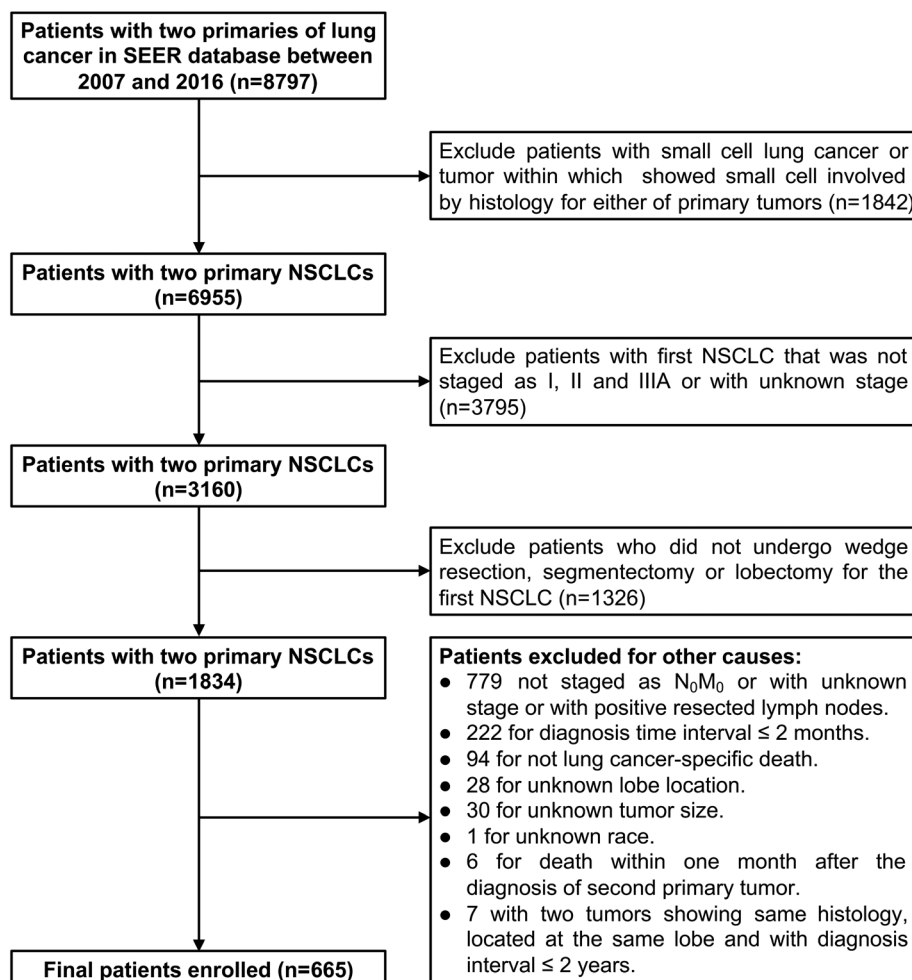 Patients with two primaries of lung
cancer in SEER database between
2007 and 2016 (n=8797)
Exclude patients with small cell lung cancer or
tumor within which showed small cell involved
by histology for either of primary tumors (n=1842)
Patients with two primary NSCLCs
(n=6955)
Exclude patients with first NSCLC that was not
staged as I, II and IIIA or with unknown stage
(n=3795)
Patients with two primary NSCLCs
(n=3160)
Exclude patients who did not undergo wedge
resection, segmentectomy or lobectomy for the
first NSCLC (n=1326)
Patients with two primary NSCLCs
(n=1834)
Patients excluded for other causes:
● 779 not staged as N₀M₀ or with unknown
stage or with positive resected lymph nodes.
● 222 for diagnosis time interval ≤ 2 months.
● 94 for not lung cancer-specific death.
● 28 for unknown lobe location.
● 30 for unknown tumor size.
● 1 for unknown race.
● 6 for death within one month after the
diagnosis of second primary tumor.
● 7 with two tumors showing same histology,
located at the same lobe and with diagnosis
interval ≤ 2 years.
Final patients enrolled (n=665)